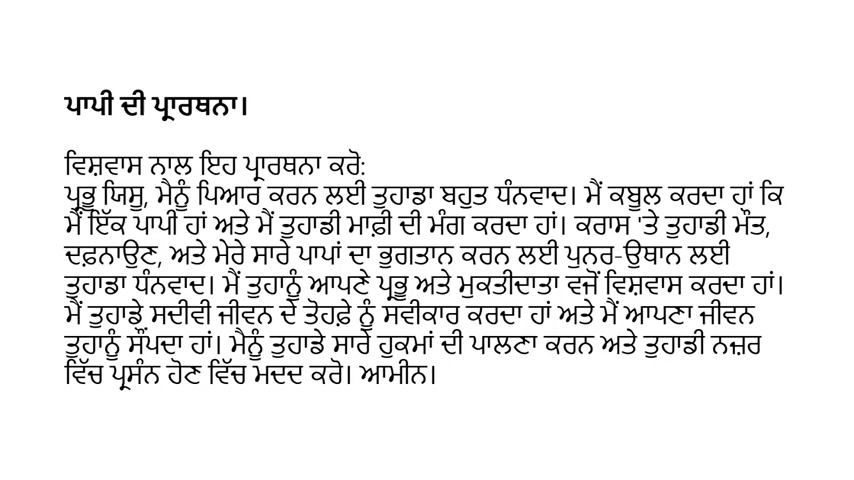 ਪਾਪੀ ਦੀ ਪ੍ਰਾਰਥਨਾ।
ਵਿਸ਼ਵਾਸ ਨਾਲ ਇਹ ਪ੍ਰਾਰਥਨਾ ਕਰੋ:
ਪ੍ਰਭੂ ਯਿਸੂ, ਮੈਨੂੰ ਪਿਆਰ ਕਰਨ ਲਈ ਤੁਹਾਡਾ ਬਹੁਤ ਧੰਨਵਾਦ। ਮੈਂ ਕਬੂਲ ਕਰਦਾ ਹਾਂ ਕਿ
ਮੈਂ ਇੱਕ ਪਾਪੀ ਹਾਂ ਅਤੇ ਮੈਂ ਤੁਹਾਡੀ ਮਾਫ਼ੀ ਦੀ ਮੰਗ ਕਰਦਾ ਹਾਂ। ਕਰਾਸ 'ਤੇ ਤੁਹਾਡੀ ਮੌਤ,
ਦਫ਼ਨਾਉਣ, ਅਤੇ ਮੇਰੇ ਸਾਰੇ ਪਾਪਾਂ ਦਾ ਭੁਗਤਾਨ ਕਰਨ ਲਈ ਪੁਨਰ-ਉਥਾਨ ਲਈ
ਤੁਹਾਡਾ ਧੰਨਵਾਦ। ਮੈਂ ਤੁਹਾਨੂੰ ਆਪਣੇ ਪ੍ਰਭੂ ਅਤੇ ਮੁਕਤੀਦਾਤਾ ਵਜੋਂ ਵਿਸ਼ਵਾਸ ਕਰਦਾ ਹਾਂ।
ਮੈਂ ਤੁਹਾਡੇ ਸਦੀਵੀ ਜੀਵਨ ਦੇ ਤੋਹਫ਼ੇ ਨੂੰ ਸਵੀਕਾਰ ਕਰਦਾ ਹਾਂ ਅਤੇ ਮੈਂ ਆਪਣਾ ਜੀਵਨ
ਤੁਹਾਨੂੰ ਸੌਂਪਦਾ ਹਾਂ। ਮੈਨੂੰ ਤੁਹਾਡੇ ਸਾਰੇ ਹੁਕਮਾਂ ਦੀ ਪਾਲਣਾ ਕਰਨ ਅਤੇ ਤੁਹਾਡੀ ਨਜ਼ਰ
ਵਿੱਚ ਪ੍ਰਸੰਨ ਹੋਣ ਵਿੱਚ ਮਦਦ ਕਰੋ। ਆਮੀਨ।